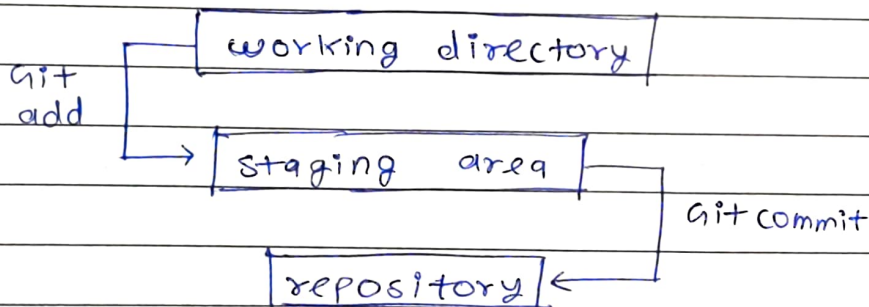 working directory
Git
add
staging area
Git commit
repository